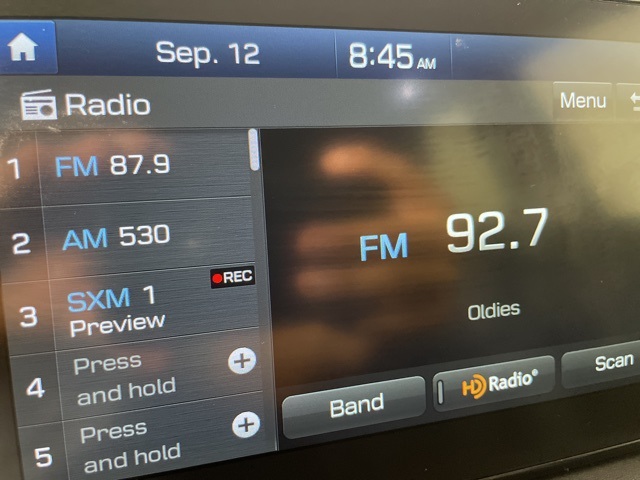 Sep. 12
8:45 AM
Radio
Menu
1 FM 87.9
2 AM 530
REC
3 SXM 1
Preview
4 Press
and hold
5 Press
and hold
FM 92.7
Oldies
Band
HD Radio®
Scan